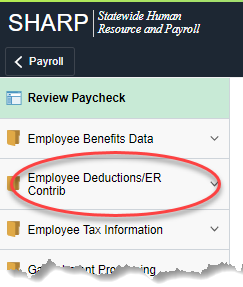 SHARP Statewide Human
Resource and Payroll
Payroll
Review Paycheck
Employee Benefits Data
Employee Deductions/ER
Contrib
Employee Tax Information
Processing